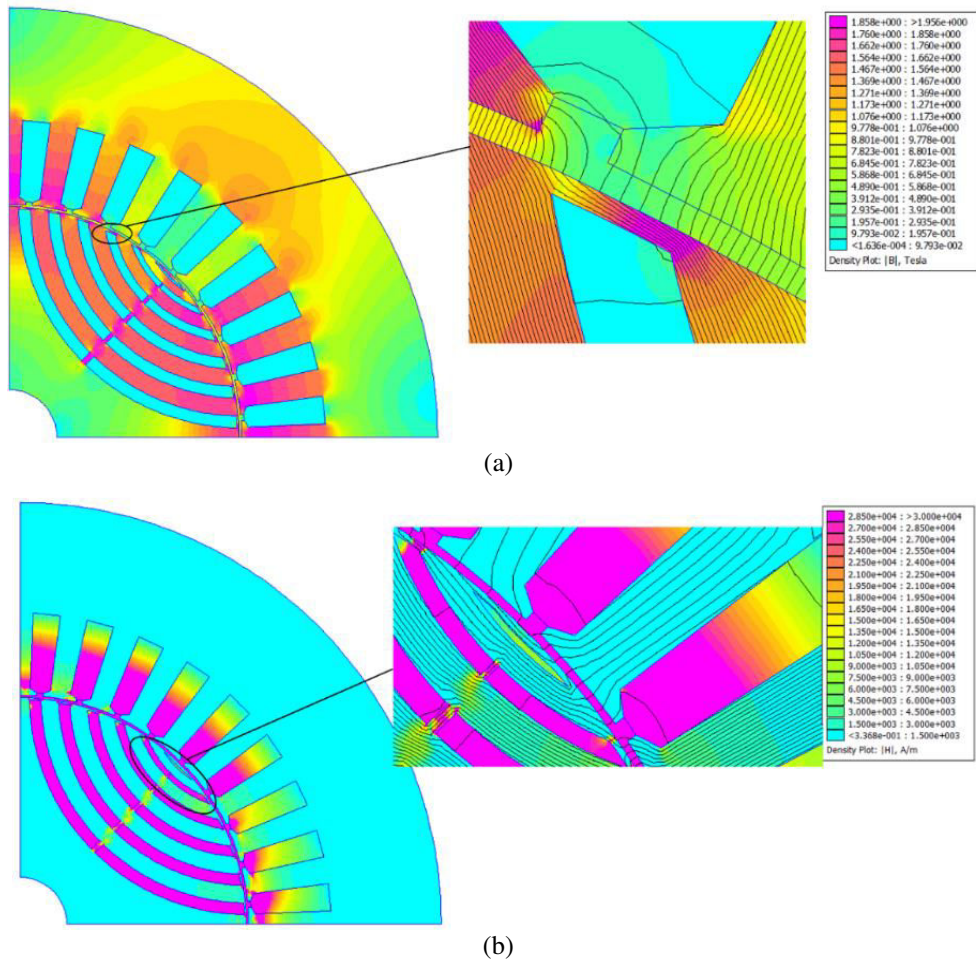 1.858e+000 : >1.956e+000
1.760e+000 : 1.858e+000
1.662e+000 : 1.760e+000
1.564e+000 : 1.662e+000
1.467e+000 : 1.564e+000
1.369e+000 : 1.467e+000
1.271e+000 : 1.369e+000
1.173e+000 : 1.271e+000
1.076e+000 : 1.173e+000
9.778e-001 : 1.076e+000
8.801e-001 : 9.778e-001
7.823e-001 : 8.801e-001
6.845e-001 : 7.823e-001
5.868e-001 : 6.845e-001
4.890e-001 : 5.868e-001
3.912e-001 : 4.890e-001
2.935e-001 : 3.912e-001
1.957e-001 : 2.935e-001
9.793e-002 : 1.957e-001
<1.636e-004 : 9.793e-002
Density Plot: |B|, Tesla
(a)
2.850e+004 : >3.000e+004
2.700e+004 : 2.850e+004
2.550e+004 : 2.700e+004
2.400e+004 : 2.550e+004
2.250e+004 : 2.400e+004
2.100e+004 : 2.250e+004
1.950e+004 : 2.100e+004
1.800e+004 : 1.950e+004
1.650e+004 : 1.800e+004
1.500e+004 : 1.650e+004
1.350e+004 : 1.500e+004
1.200e+004 : 1.350e+004
1.050e+004 : 1.200e+004
9.000e+003 : 1.050e+004
7.500e+003 : 9.000e+003
6.000e+003 : 7.500e+003
4.500e+003 : 6.000e+003
3.000e+003 : 4.500e+003
1.500e+003 : 3.000e+003
<3.368e-001 : 1.500e+003
Density Plot: |H|, A/m
(b)